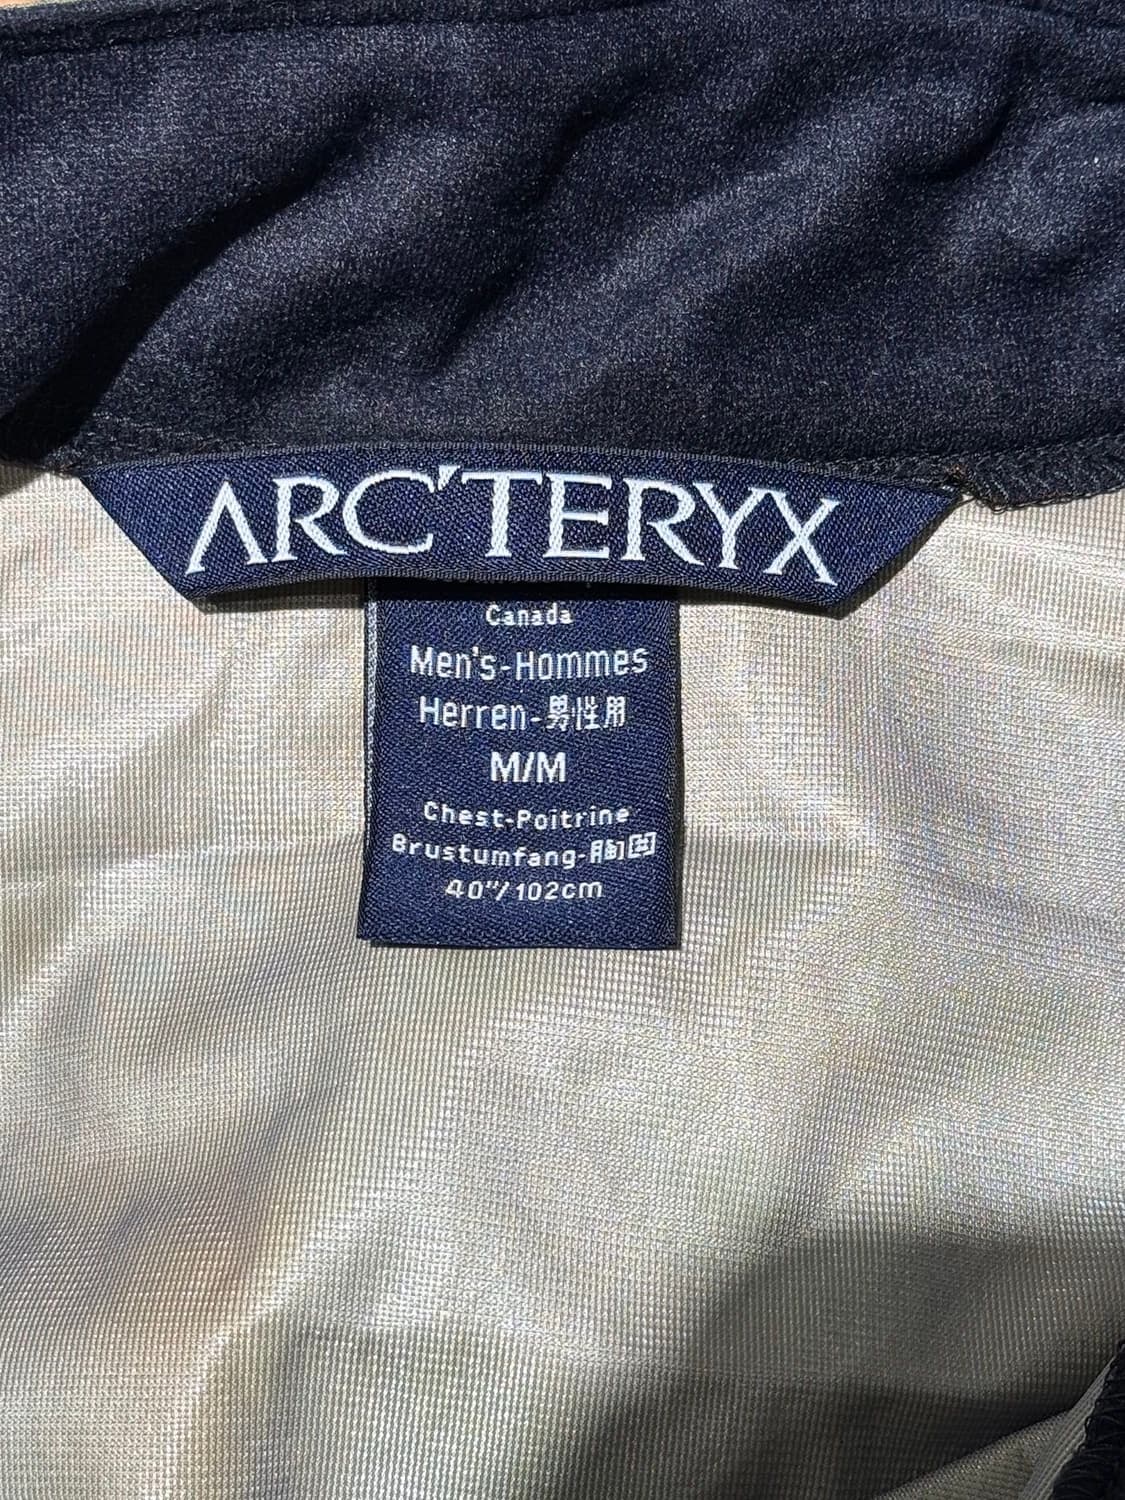 ARC'TERYX
Canada
Men's-Hommes
Herren-男性用
M/M
Chest-Poitrine
Brustumfang-胸囲
40"/102cm